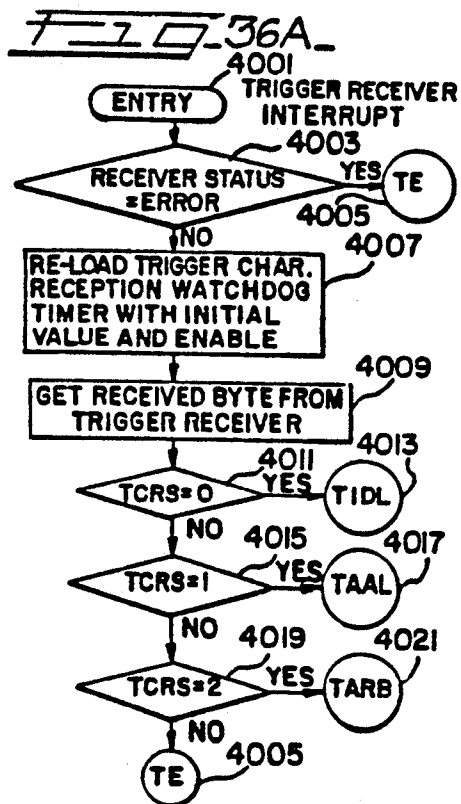 FIG_36A_
4001
ENTRY
TRIGGER RECEIVER
INTERRUPT
4003
RECEIVER STATUS
=ERROR
YES
TE
4005
NO
4007
RE-LOAD TRIGGER CHAR.
RECEPTION WATCHDOG
TIMER WITH INITIAL
VALUE AND ENABLE
4009
GET RECEIVED BYTE FROM
TRIGGER RECEIVER
4011
4013
TCRS=0
YES
TIDL
NO
4015
4017
TCRS=1
YES
TAAL
NO
4019
4021
TCRS=2
YES
TARB
NO
4005
TE